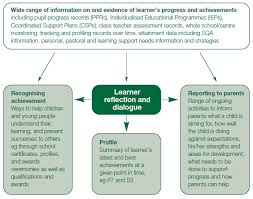 Wide range of information on and evidence of learner's progress and achievements
including pupil progress records (PPRs), Individualised Educational Programmes (IEPs),
Coordinated Support Plans (CSPs), class teacher assessment records, whole school/centre
monitoring, tracking and profiling records over time, attainment data including SQA
information, personal, pastoral and learning support needs information and strategies
Learner
reflection and
dialogue
Recognising
achievement
Ways to help children
and young people
understand their
learning, and present
successes to others
eg through school
certificates, profiles,
and awards
ceremonies as well as
qualifications and
awards
Profile
Summary of learner's
latest and best
achievements at a
given point in time,
eg P7 and S3
Reporting to parents
Range of ongoing
activities to inform
parents what a child
is aiming for, how well
the child is doing
against expectations,
his/her strengths and
areas for development,
what needs to be
done to support
progress and how
parents can help